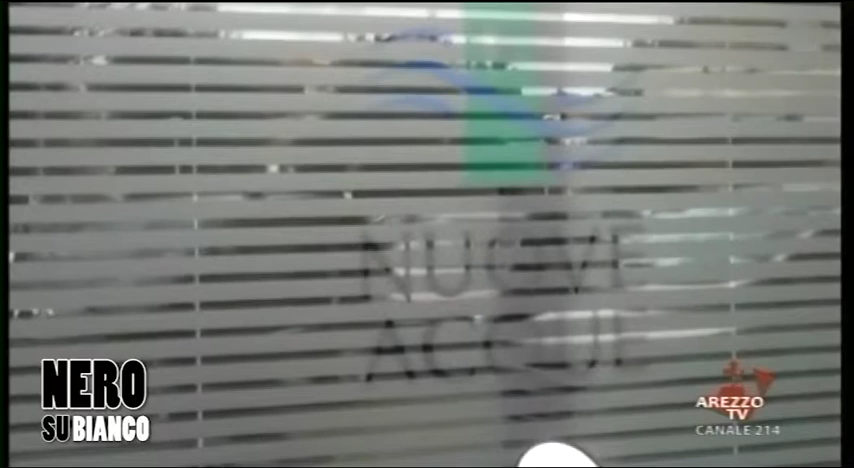 NUOVE
ACQUE
NERO
SU BIANCO
AREZZO
TV
CANALE 214